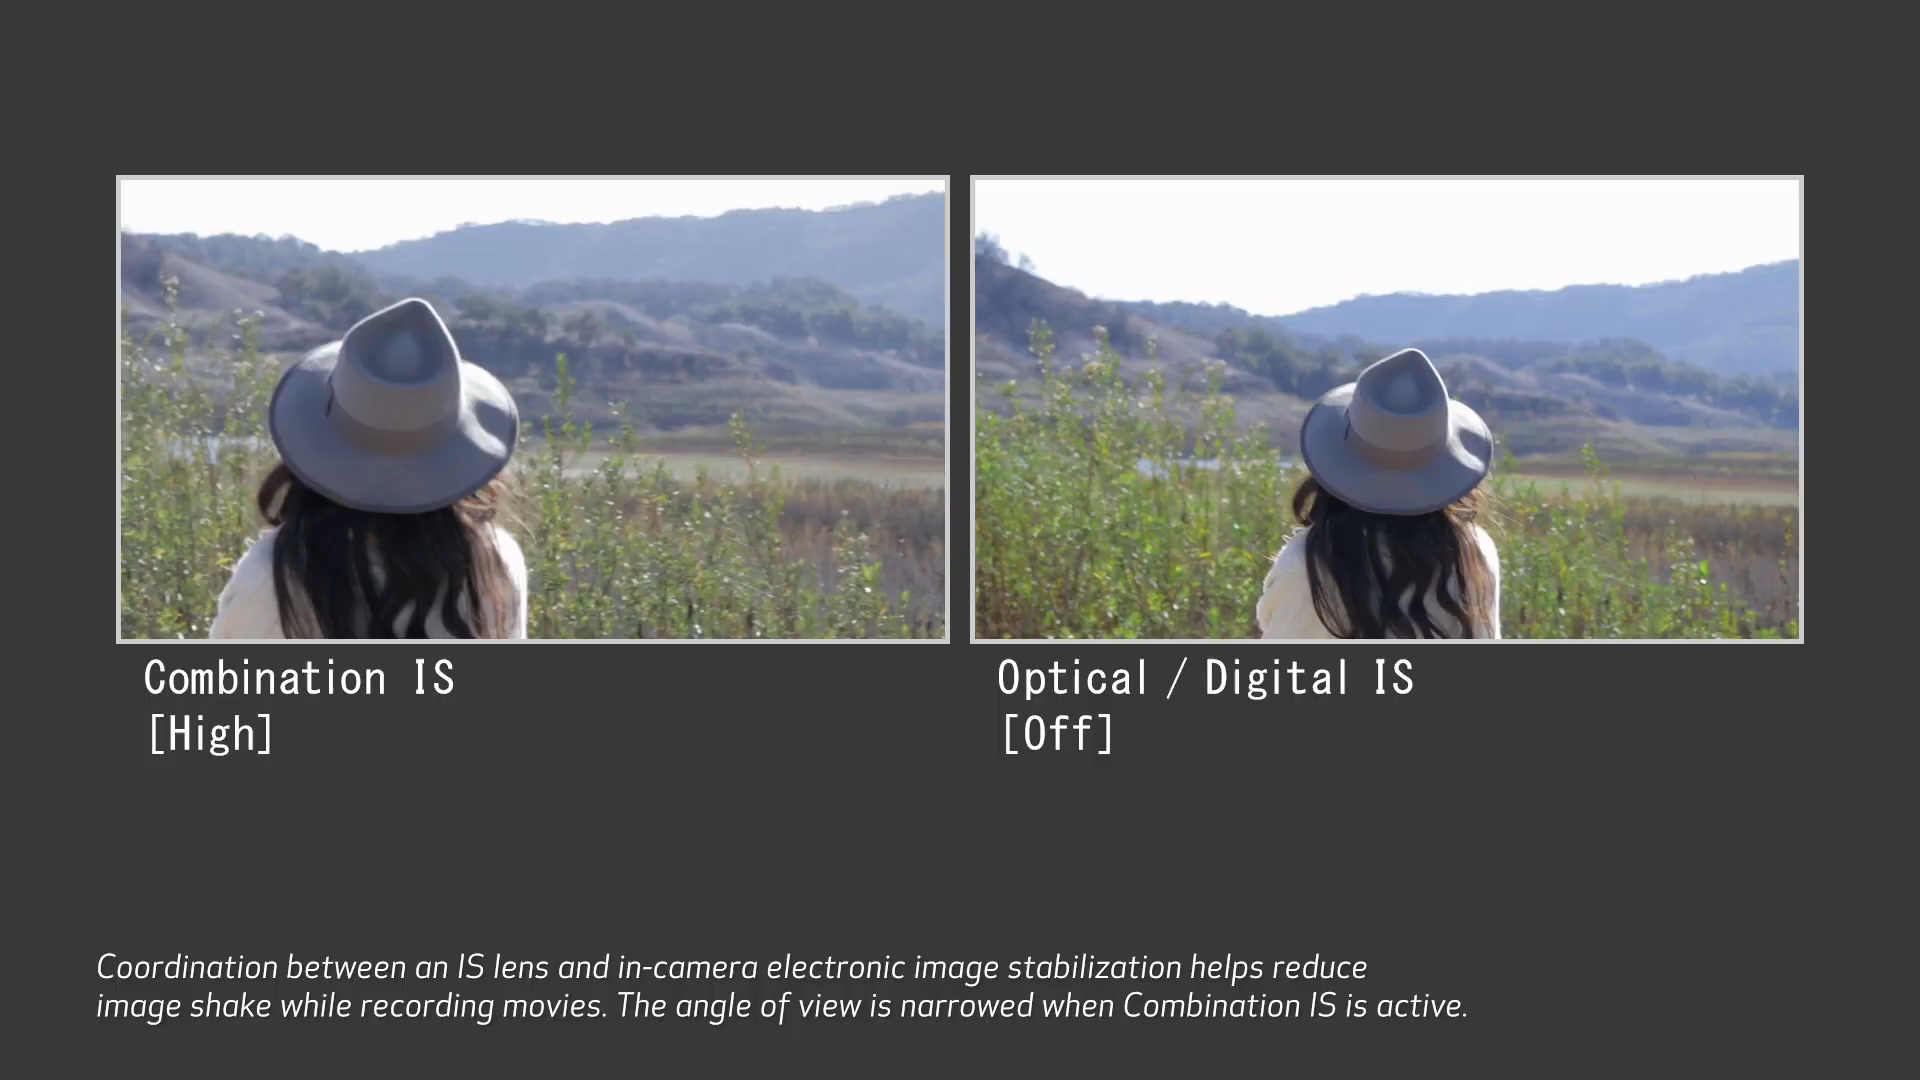 Combination IS
[High]
Optical / Digital IS
[Off]
Coordination between an IS lens and in-camera electronic image stabilization helps reduce
image shake while recording movies. The angle of view is narrowed when Combination IS is active.